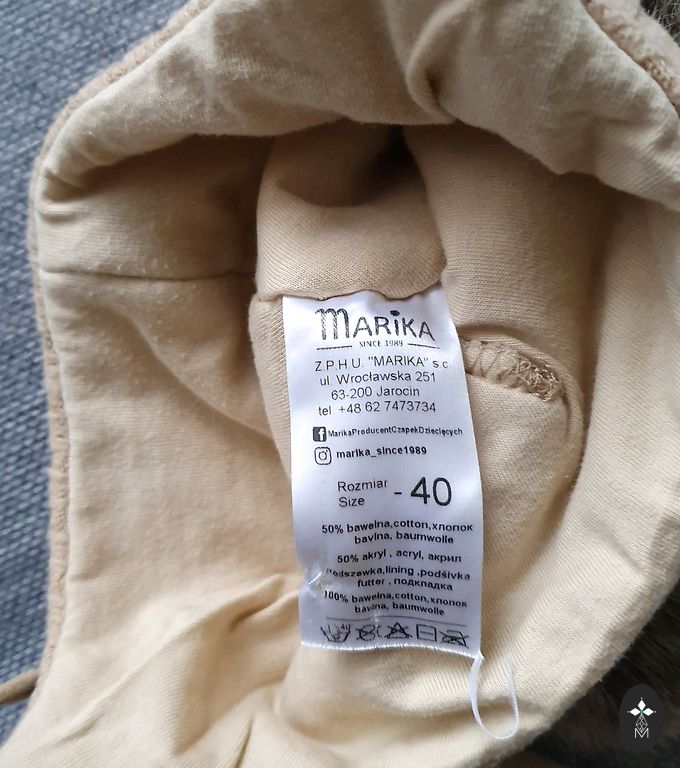 MARIKA
SINCE 1989
Z.P.H U. "MARIKA" s.c.
ul. Wrocławska 251
63-200 Jarocin
tel +48 62 7473734
MarikaProducentCzapekDziecięcych
marika_since1989
Rozmiar
Size - 40
50% bawełna,cotton,хлопок
bavlna, baumwolle
50% akryl , acryl, акрил
Podszewka,lining ,podšivka
futter , подкладка
100% bawełna,cotton,хлопок
bavlna, baumwolle
40
M